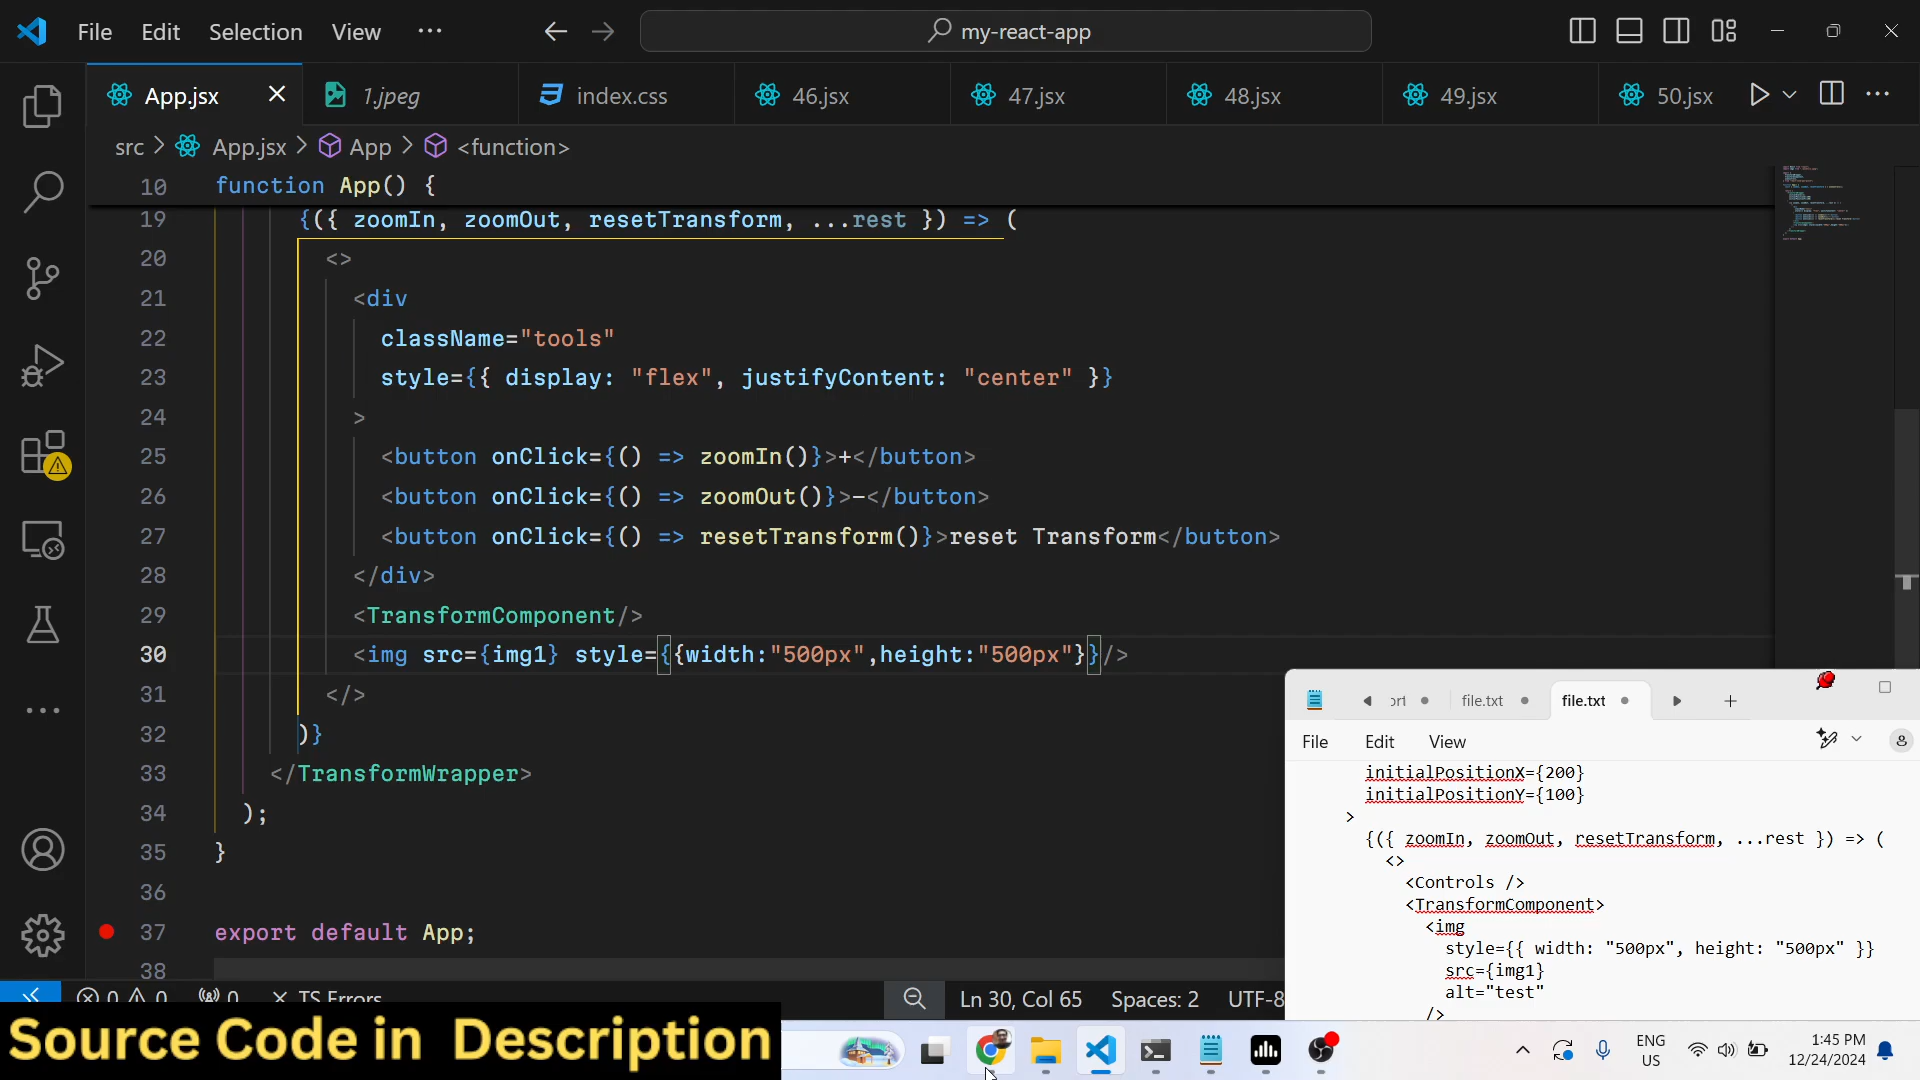 File Edit Selection View ··· my-react-app
App.jsx 1.jpeg index.css 46.jsx 47.jsx 48.jsx 49.jsx 50.jsx
src > App.jsx > App > <function>
10 function App() {
19 {({ zoomIn, zoomOut, resetTransform, ...rest }) => (
20 <>
21 <div
22 className="tools"
23 style={{ display: "flex", justifyContent: "center" }}
24 >
25 <button onClick={() => zoomIn()}>+</button>
26 <button onClick={() => zoomOut()}>-</button>
27 <button onClick={() => resetTransform()}>reset Transform</button>
28 </div>
29 <TransformComponent/>
30 <img src={img1} style={{width:"500px",height:"500px"}}/>
31 </>
32 )}
33 </TransformWrapper>
34 );
35 }
36
37 export default App;
38
ort file.txt file.txt
File Edit View
initialPositionX={200}
initialPositionY={100}
>
{({ zoomIn, zoomOut, resetTransform, ...rest }) => (
<>
<Controls />
<TransformComponent>
<img
style={{ width: "500px", height: "500px" }}
src={img1}
alt="test"
/>
0 0 0 TS Errors Ln 30, Col 65 Spaces: 2 UTF-8
Source Code in Description
ENG
US
1:45 PM
12/24/2024